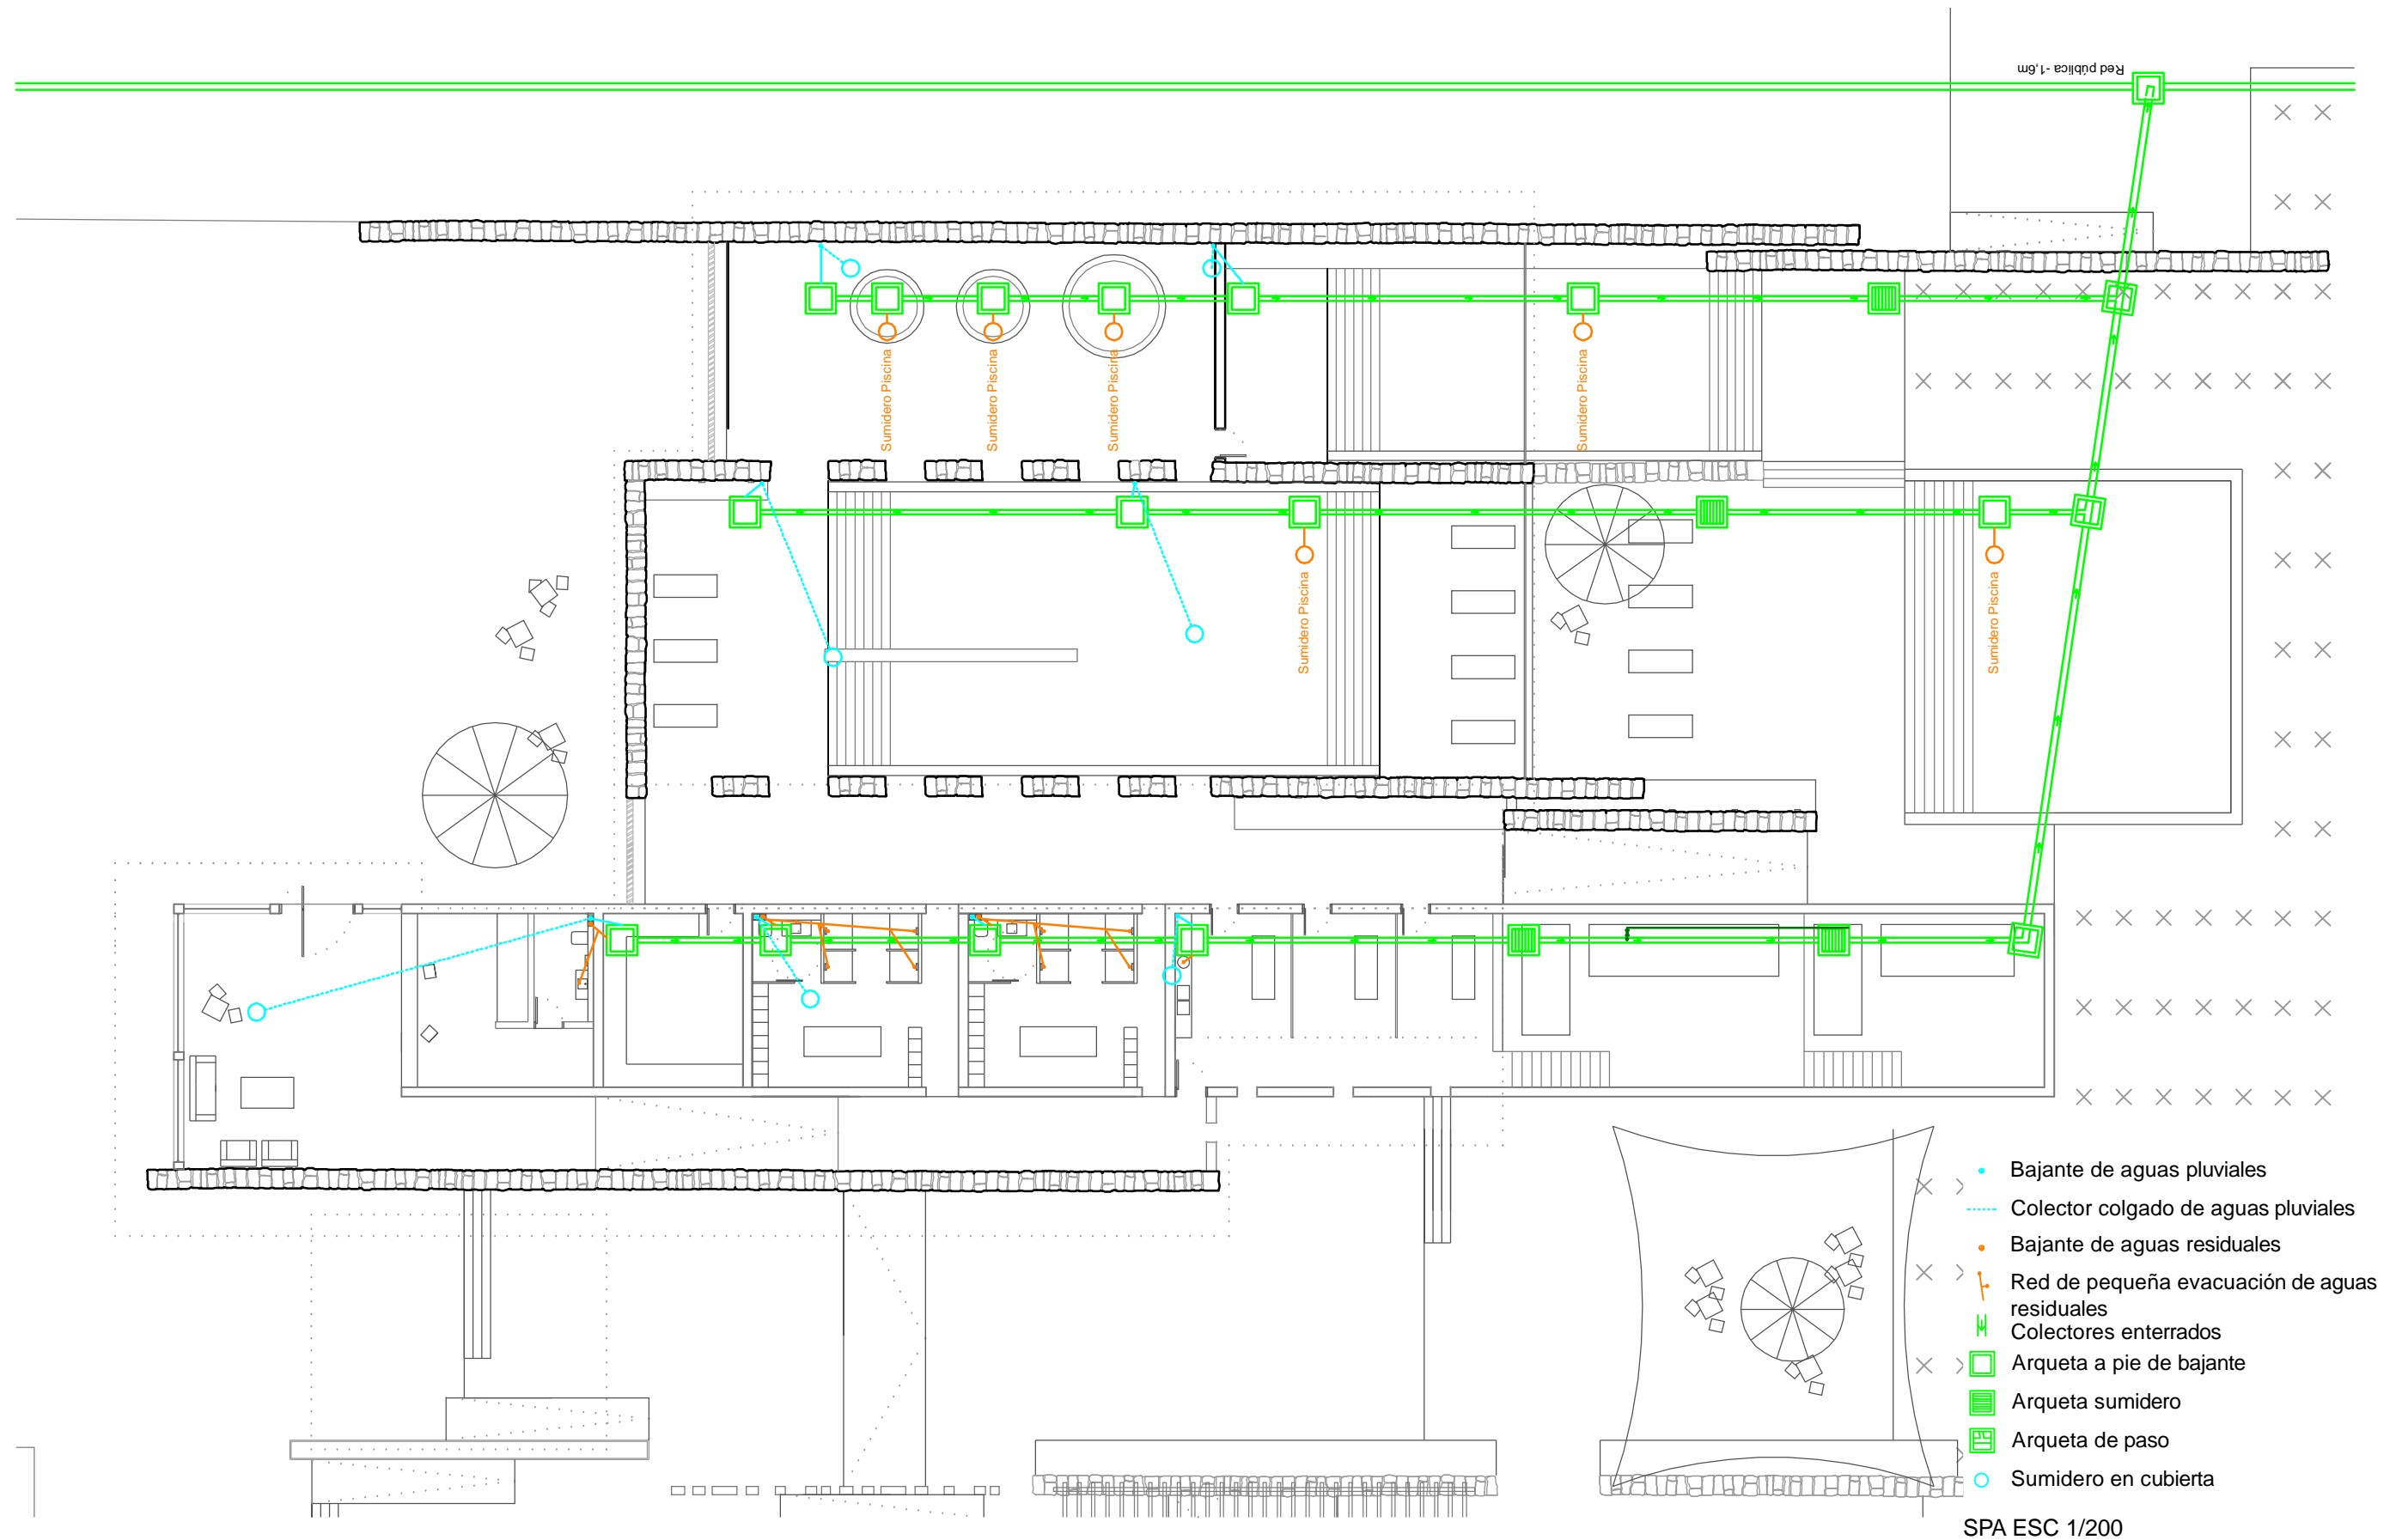 Red pública -1,6m
Sumidero Piscina
Sumidero Piscina
Sumidero Piscina
Sumidero Piscina
Sumidero Piscina
Sumidero Piscina
Bajante de aguas pluviales
Colector colgado de aguas pluviales
Bajante de aguas residuales
Red de pequeña evacuación de aguas
residuales
Colectores enterrados
Arqueta a pie de bajante
Arqueta sumidero
Arqueta de paso
Sumidero en cubierta
SPA ESC 1/200